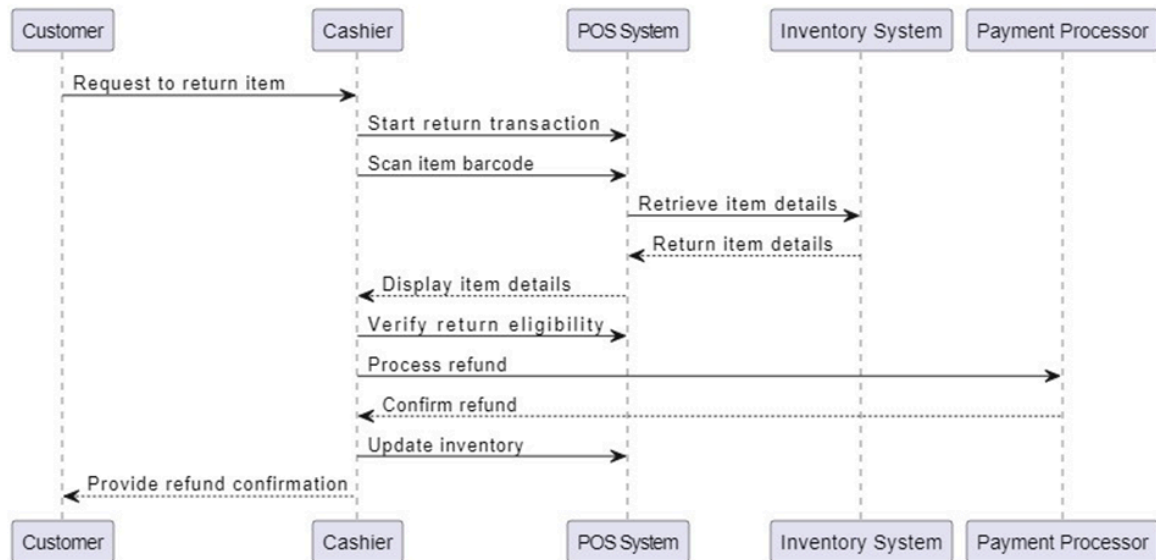 Customer Cashier POS System Inventory System Payment Processor
Request to return item
Start return transaction
Scan item barcode
Retrieve item details
Return item details
Display item details
Verify return eligibility
Process refund
Confirm refund
Update inventory
Provide refund confirmation
Customer Cashier POS System Inventory System Payment Processor